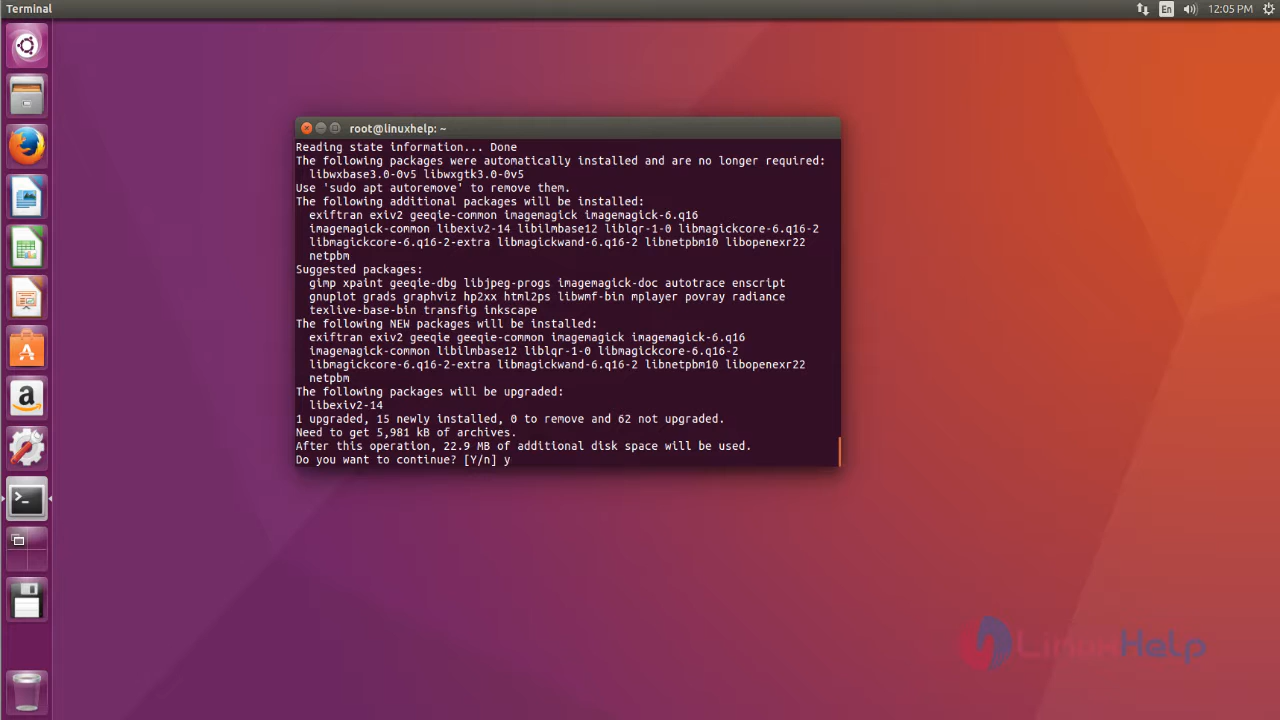 Terminal
En
12:05 PM
root@linuxhelp: ~
Reading state information... Done
The following packages were automatically installed and are no longer required:
libwxbase3.0-0v5 libwxgtk3.0-0v5
Use 'sudo apt autoremove' to remove them.
The following additional packages will be installed:
exiftran exiv2 geeqie-common imagemagick imagemagick-6.q16
imagemagick-common libexiv2-14 libilmbase12 liblqr-1-0 libmagickcore-6.q16-2
libmagickcore-6.q16-2-extra libmagickwand-6.q16-2 libnetpbm10 libopenexr22
netpbm
Suggested packages:
gimp xpaint geeqie-dbg libjpeg-progs imagemagick-doc autotrace enscript
gnuplot grads graphviz hp2xx html2ps libwmf-bin mplayer povray radiance
texlive-base-bin transfig inkscape
The following NEW packages will be installed:
exiftran exiv2 geeqie geeqie-common imagemagick imagemagick-6.q16
imagemagick-common libilmbase12 liblqr-1-0 libmagickcore-6.q16-2
libmagickcore-6.q16-2-extra libmagickwand-6.q16-2 libnetpbm10 libopenexr22
netpbm
The following packages will be upgraded:
libexiv2-14
1 upgraded, 15 newly installed, 0 to remove and 62 not upgraded.
Need to get 5,981 kB of archives.
After this operation, 22.9 MB of additional disk space will be used.
Do you want to continue? [Y/n] y
LinuxHelp